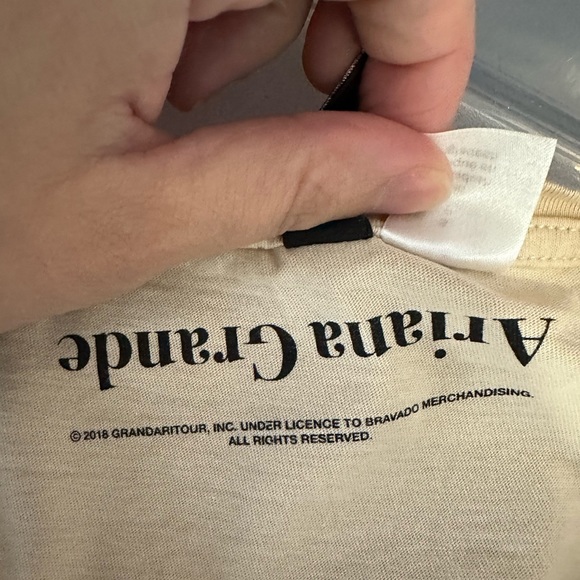 Ariana Grande
© 2018 GRANDARITOUR, INC. UNDER LICENCE TO BRAVADO MERCHANDISING.
ALL RIGHTS RESERVED.